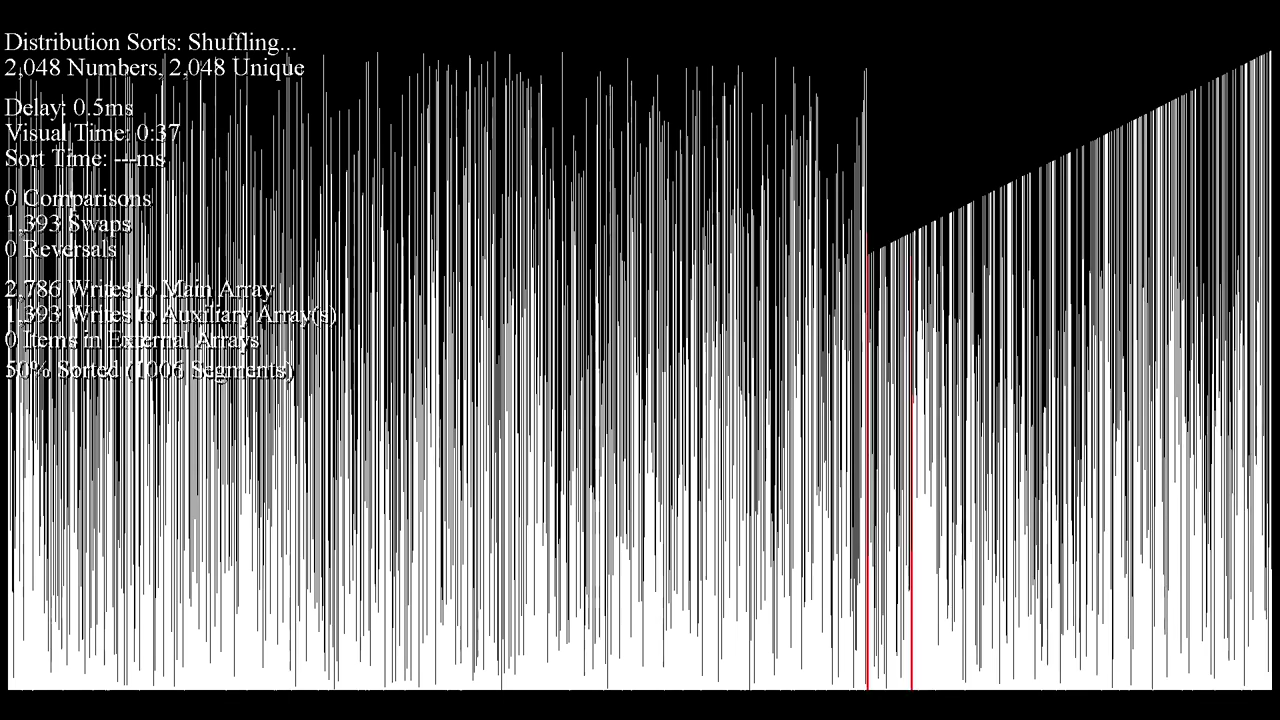 Distribution Sorts: Shuffling...
2,048 Numbers, 2,048 Unique
Delay: 0.5ms
Visual Time: 0:37
Sort Time: ---ms
0 Comparisons
1,393 Swaps
0 Reversals
2,786 Writes to Main Array
1,393 Writes to Auxiliary Array(s)
0 Items in External Arrays
50% Sorted (1006 Segments)